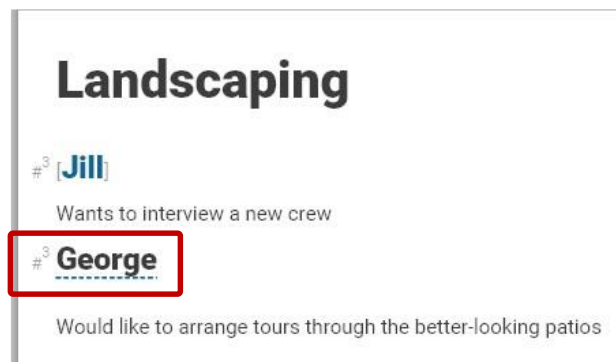 Landscaping
#3 [Jill]
Wants to interview a new crew
#3 George
Would like to arrange tours through the better-looking patios